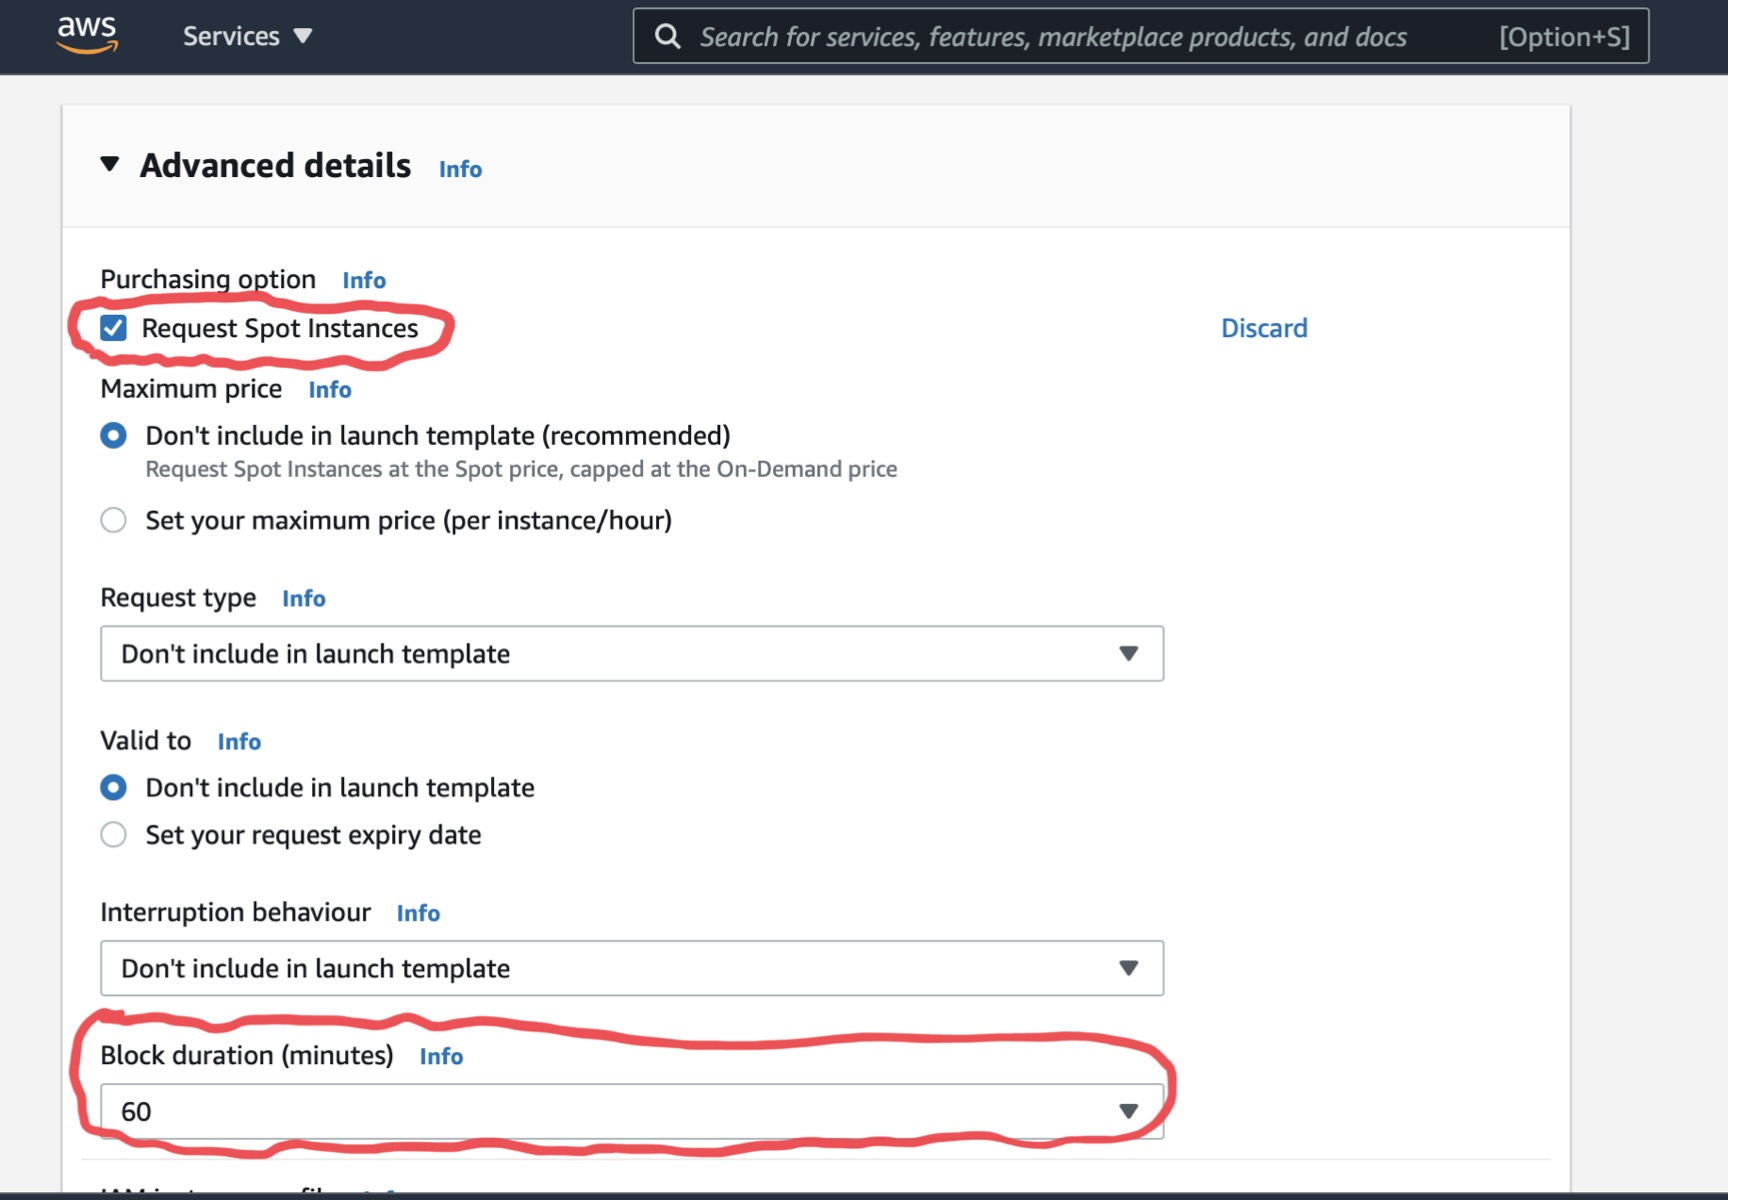 aws
Services
Search for services, features, marketplace products, and docs
[Option+S]
Advanced details Info
Purchasing option Info
Request Spot Instances
Discard
Maximum price Info
Don't include in launch template (recommended)
Request Spot Instances at the Spot price, capped at the On-Demand price
Set your maximum price (per instance/hour)
Request type Info
Don't include in launch template
Valid to Info
Don't include in launch template
Set your request expiry date
Interruption behaviour Info
Don't include in launch template
Block duration (minutes) Info
60